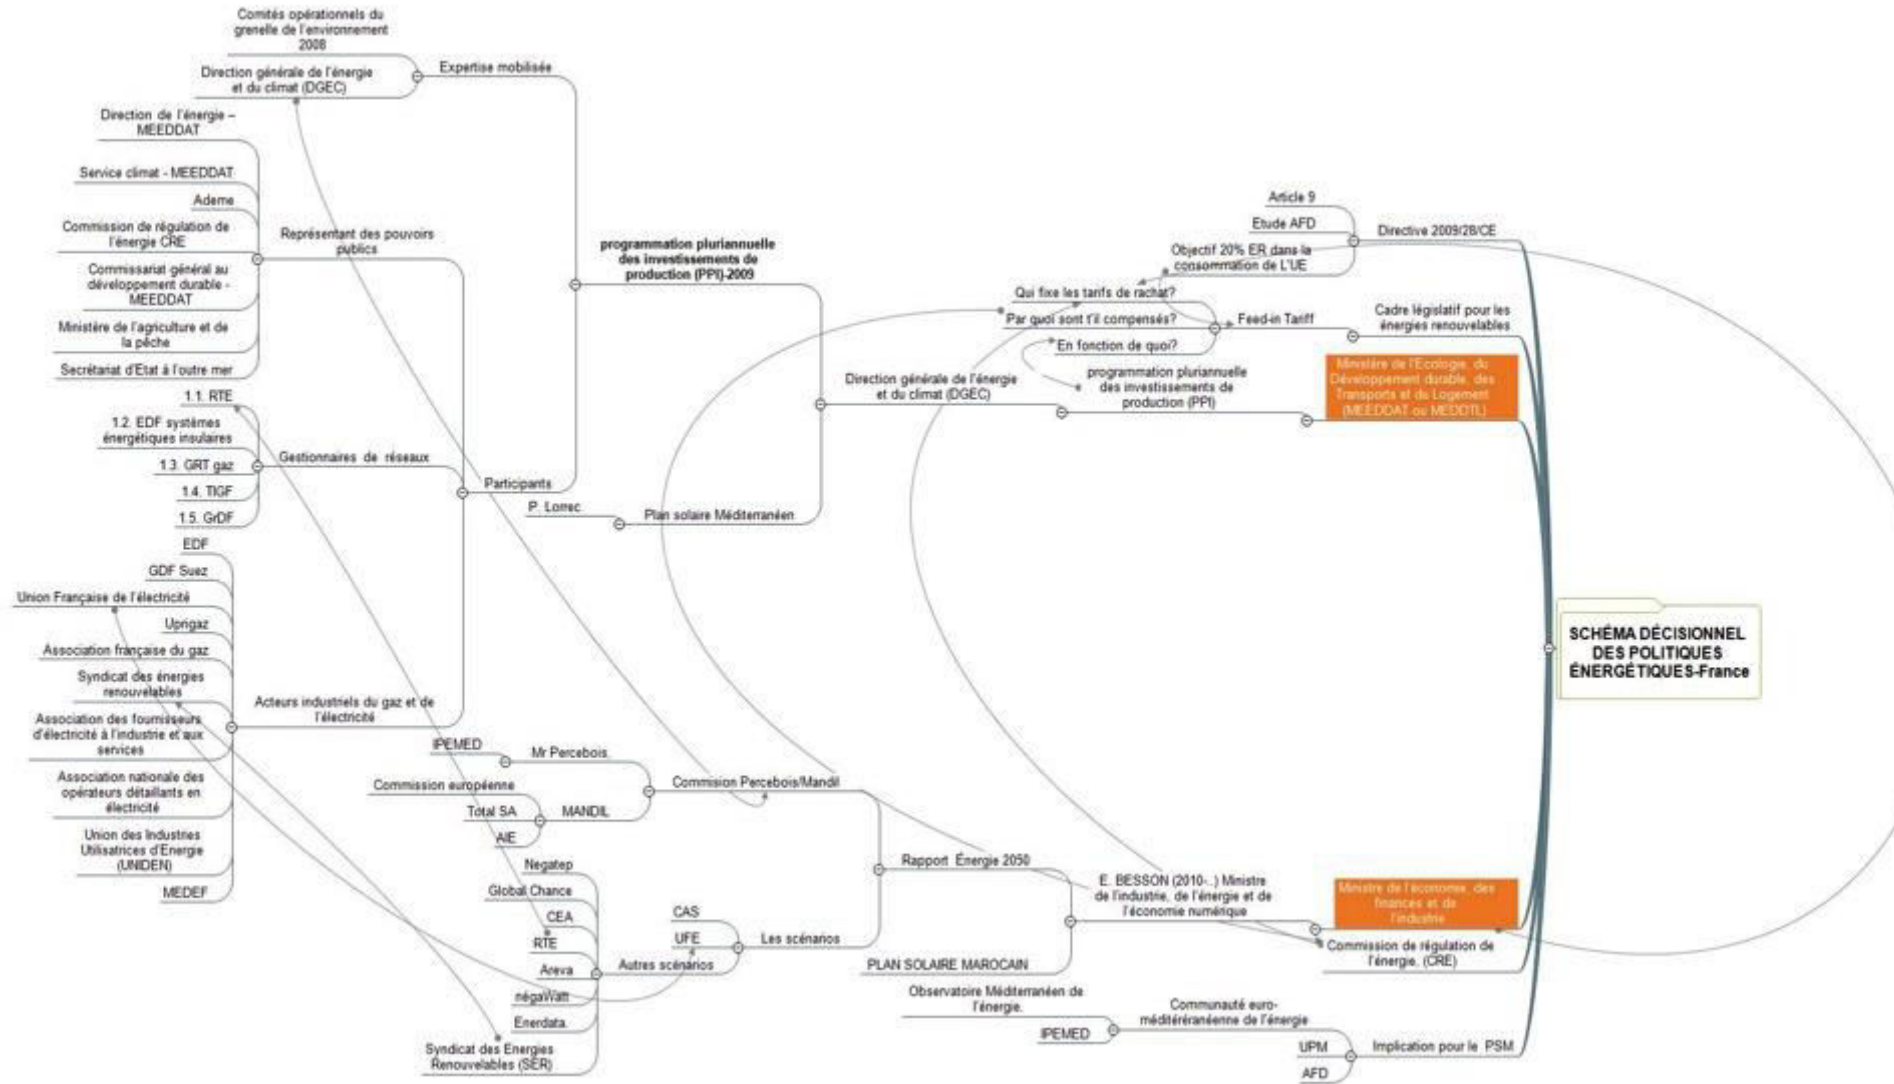 Comités opérationnels du
grenelle de l'environnement
2008
Direction générale de l'énergie
et du climat (DGEC)
Expertise mobilisée
Direction de l'énergie –
MEEDDAT
Service climat - MEEDDAT
Ademe
Commission de régulation de
l'énergie CRE
Commissariat général au
développement durable -
MEEDDAT
Ministère de l'agriculture et de
la pêche
Secrétariat d'Etat à l'outre mer
Représentant des pouvoirs
publics
1.1. RTE
1.2. EDF systèmes
énergétiques insulaires
1.3. GRT gaz
1.4. TIGF
1.5. GrDF
Gestionnaires de réseaux
EDF
GDF Suez
Union Française de l'électricité
Uprigaz
Association française du gaz
Syndicat des énergies
renouvelables
Association des fournisseurs
d'électricité à l'industrie et aux
services
Association nationale des
opérateurs détaillants en
électricité
Union des Industries
Utilisatrices d'Energie
(UNIDEN)
MEDEF
Acteurs industriels du gaz et de
l'électricité
Participants
programmation pluriannuelle
des investissements de
production (PPI)-2009
P. Lorrec
Plan solaire Méditerranéen
Direction générale de l'énergie
et du climat (DGEC)
programmation pluriannuelle
des investissements de
production (PPI)
Ministère de l'Ecologie, du
Développement durable, des
Transports et du Logement
(MEEDDAT ou MEDDTL)
Article 9
Etude AFD
Objectif 20% ER dans la
consommation de L'UE
Directive 2009/28/CE
Qui fixe les tarifs de rachat?
Par quoi sont t'il compensés?
En fonction de quoi?
Feed-in Tariff
Cadre législatif pour les
énergies renouvelables
IPEMED
Mr Percebois
Commission européenne
Total SA
AIE
MANDIL
Commision Percebois/Mandil
Negatep
Global Chance
CEA
RTE
Areva
négaWatt
Enerdata.
Syndicat des Energies
Renouvelables (SER)
CAS
UFE
Autres scénarios
Les scénarios
Rapport Énergie 2050
PLAN SOLAIRE MAROCAIN
E. BESSON (2010-..) Ministre
de l'industrie, de l'énergie et de
l'économie numérique
Ministre de l'économie, des
finances et de
l'industrie
Commission de régulation de
l'énergie, (CRE)
Observatoire Méditerranéen de
l'énergie.
IPEMED
Communauté euro-
méditéréranéenne de l'énergie
UPM
AFD
Implication pour le PSM
SCHÉMA DÉCISIONNEL
DES POLITIQUES
ÉNERGÉTIQUES-France